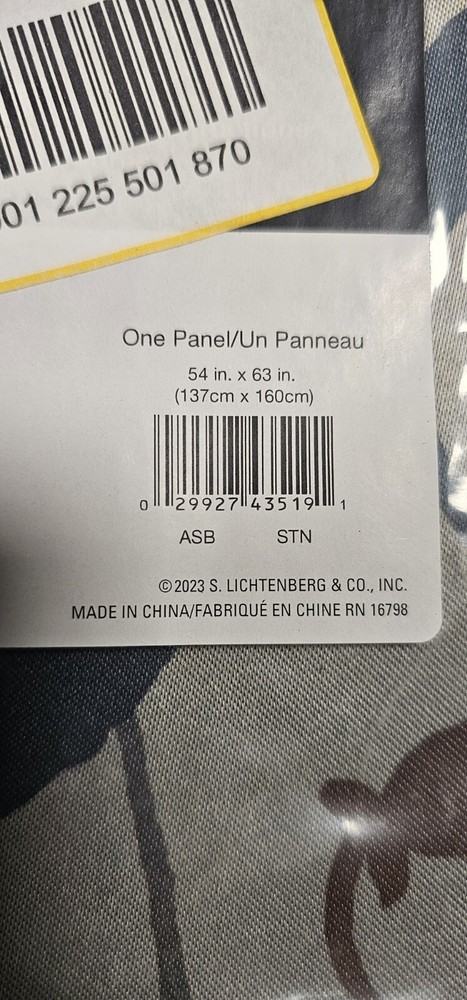 01 225 501 870
One Panel/Un Panneau
54 in. x 63 in.
(137cm x 160cm)
0 29927 43519 1
ASB STN
©2023 S. LICHTENBERG & CO., INC.
MADE IN CHINA/FABRIQUÉ EN CHINE RN 16798